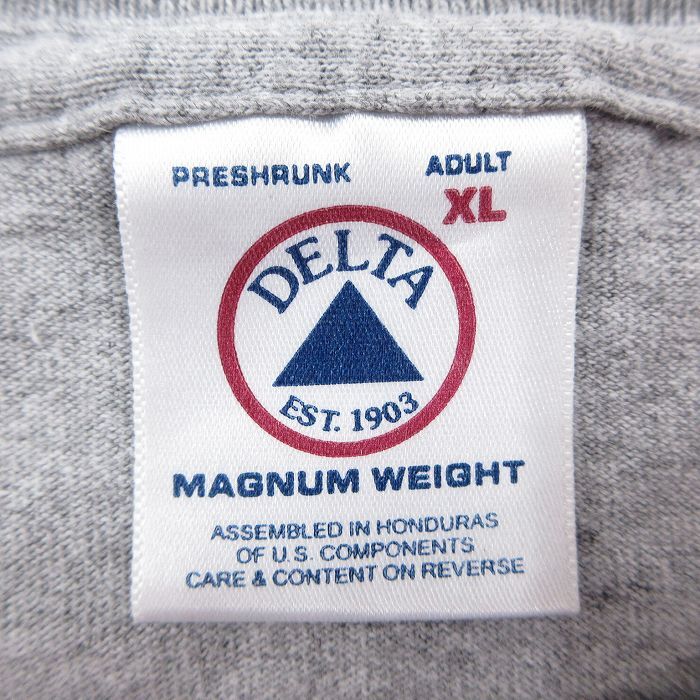 PRESHRUNK ADULT
XL
DELTA
EST. 1903
MAGNUM WEIGHT
ASSEMBLED IN HONDURAS
OF U.S. COMPONENTS
CARE & CONTENT ON REVERSE